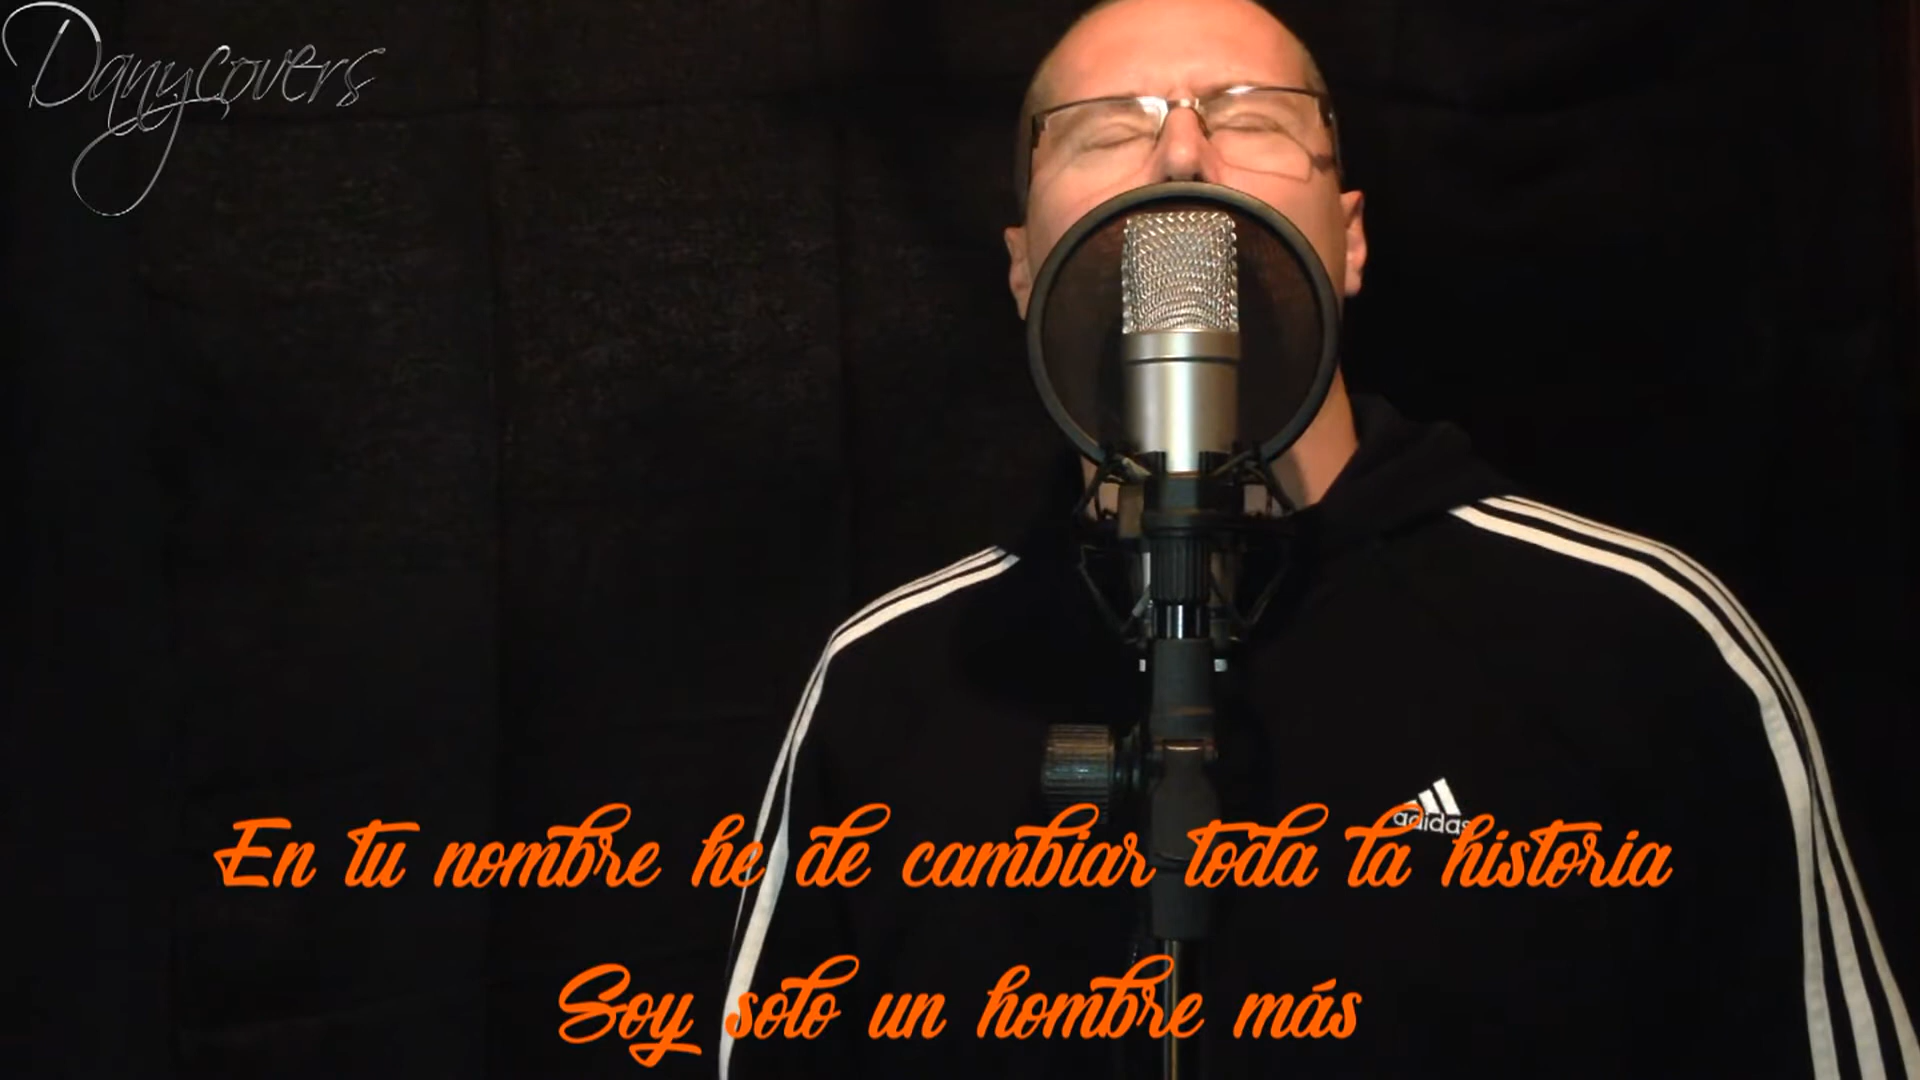 Danycovers
adidas
En tu nombre he de cambiar toda la historia
Soy solo un hombre más